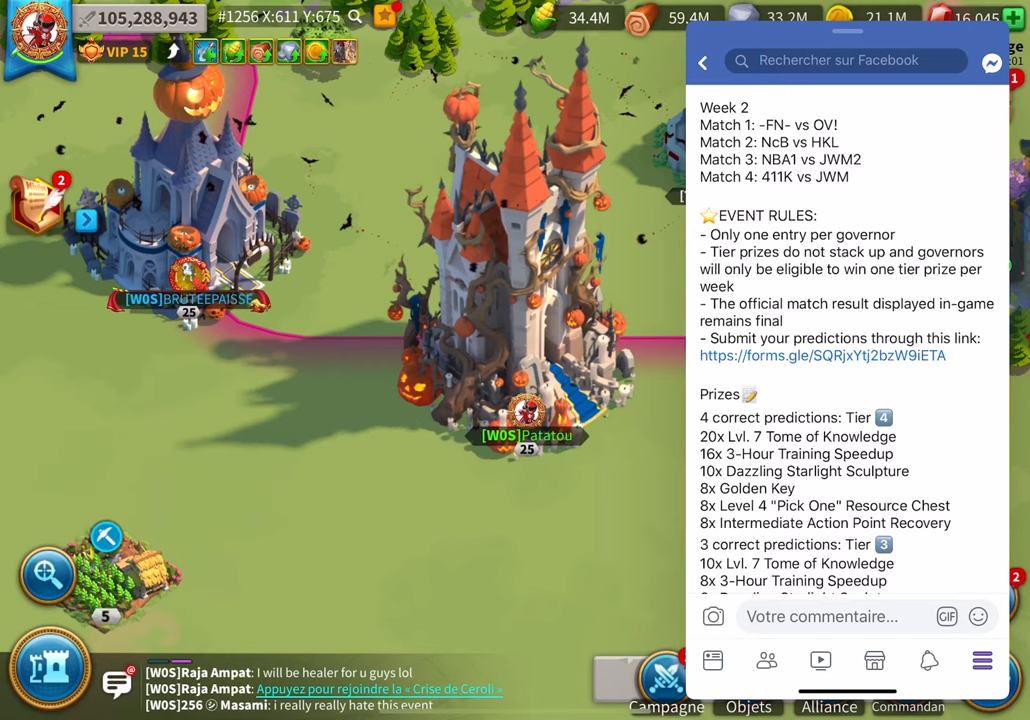 105,288,943
#1256 X:611 Y:675
34.4M
59.4M
33.2M
21.1M
16,045
VIP 15
2
[W0S]BRUTEEPAISSE
25
[W0S]Patatou
25
5
[W0S]Raja Ampat: I will be healer for u guys lol
[W0S]Raja Ampat: Appuyez pour rejoindre la « Crise de Ceroli »
[W0S]256 Masami: i really really hate this event
Rechercher sur Facebook
1
Week 2
Match 1: -FN- vs OV!
Match 2: NcB vs HKL
Match 3: NBA1 vs JWM2
Match 4: 411K vs JWM
⭐EVENT RULES:
- Only one entry per governor
- Tier prizes do not stack up and governors
will only be eligible to win one tier prize per
week
- The official match result displayed in-game
remains final
- Submit your predictions through this link:
https://forms.gle/SQRjxYtj2bzW9iETA
Prizes📝
4 correct predictions: Tier 4
20x Lvl. 7 Tome of Knowledge
16x 3-Hour Training Speedup
10x Dazzling Starlight Sculpture
8x Golden Key
8x Level 4 "Pick One" Resource Chest
8x Intermediate Action Point Recovery
3 correct predictions: Tier 3
10x Lvl. 7 Tome of Knowledge
8x 3-Hour Training Speedup
Votre commentaire...
GIF
2
Campagne
Objets
Alliance
Commandan